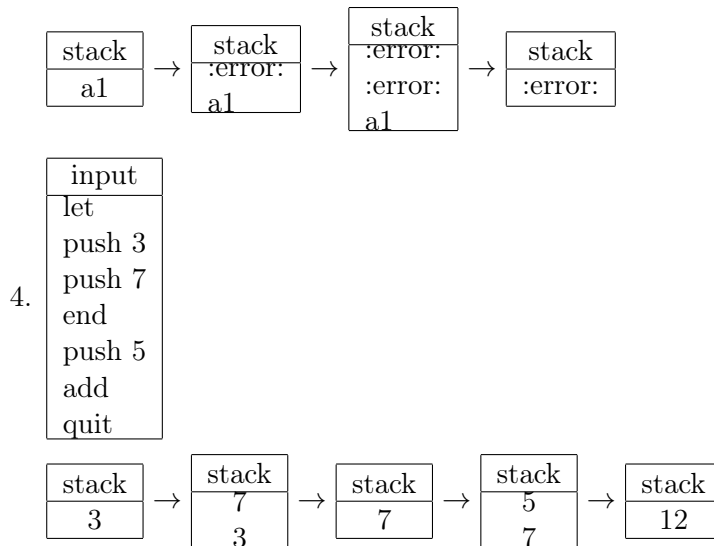 stack → stack → stack → stack
a1 :error: :error: :error:
a1 :error:
a1
4. input
let
push 3
push 7
end
push 5
add
quit
stack → stack → stack → stack → stack
3 7 7 5 12
3 7